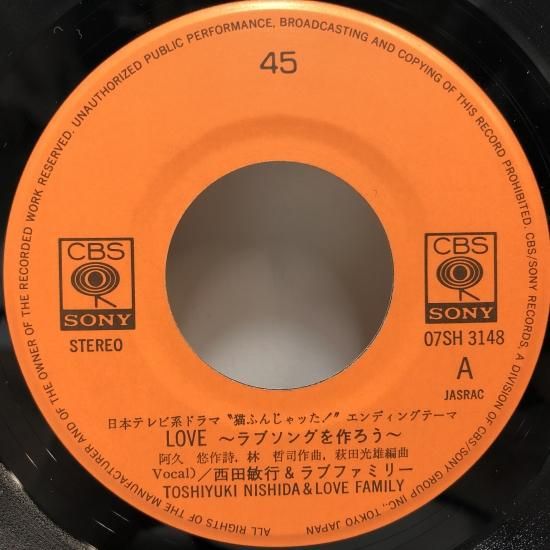 ALL RIGHTS OF THE MANUFACTURER AND OF THE OWNER OF THE RECORDED WORK RESERVED. UNAUTHORIZED PUBLIC PERFORMANCE, BROADCASTING AND COPYING OF THIS RECORD PROHIBITED. CBS/SONY RECORDS, A DIVISION OF CBS/SONY GROUP INC., TOKYO JAPAN
45
CBS
SONY
STEREO
CBS
SONY
07SH 3148
A
JASRAC
日本テレビ系ドラマ〝猫ふんじゃった!〟エンディングテーマ
LOVE 〜ラブソングを作ろう〜
阿久 悠作詩, 林 哲司作曲, 萩田光雄編曲
Vocal)/西田敏行&ラブファミリー
TOSHIYUKI NISHIDA & LOVE FAMILY